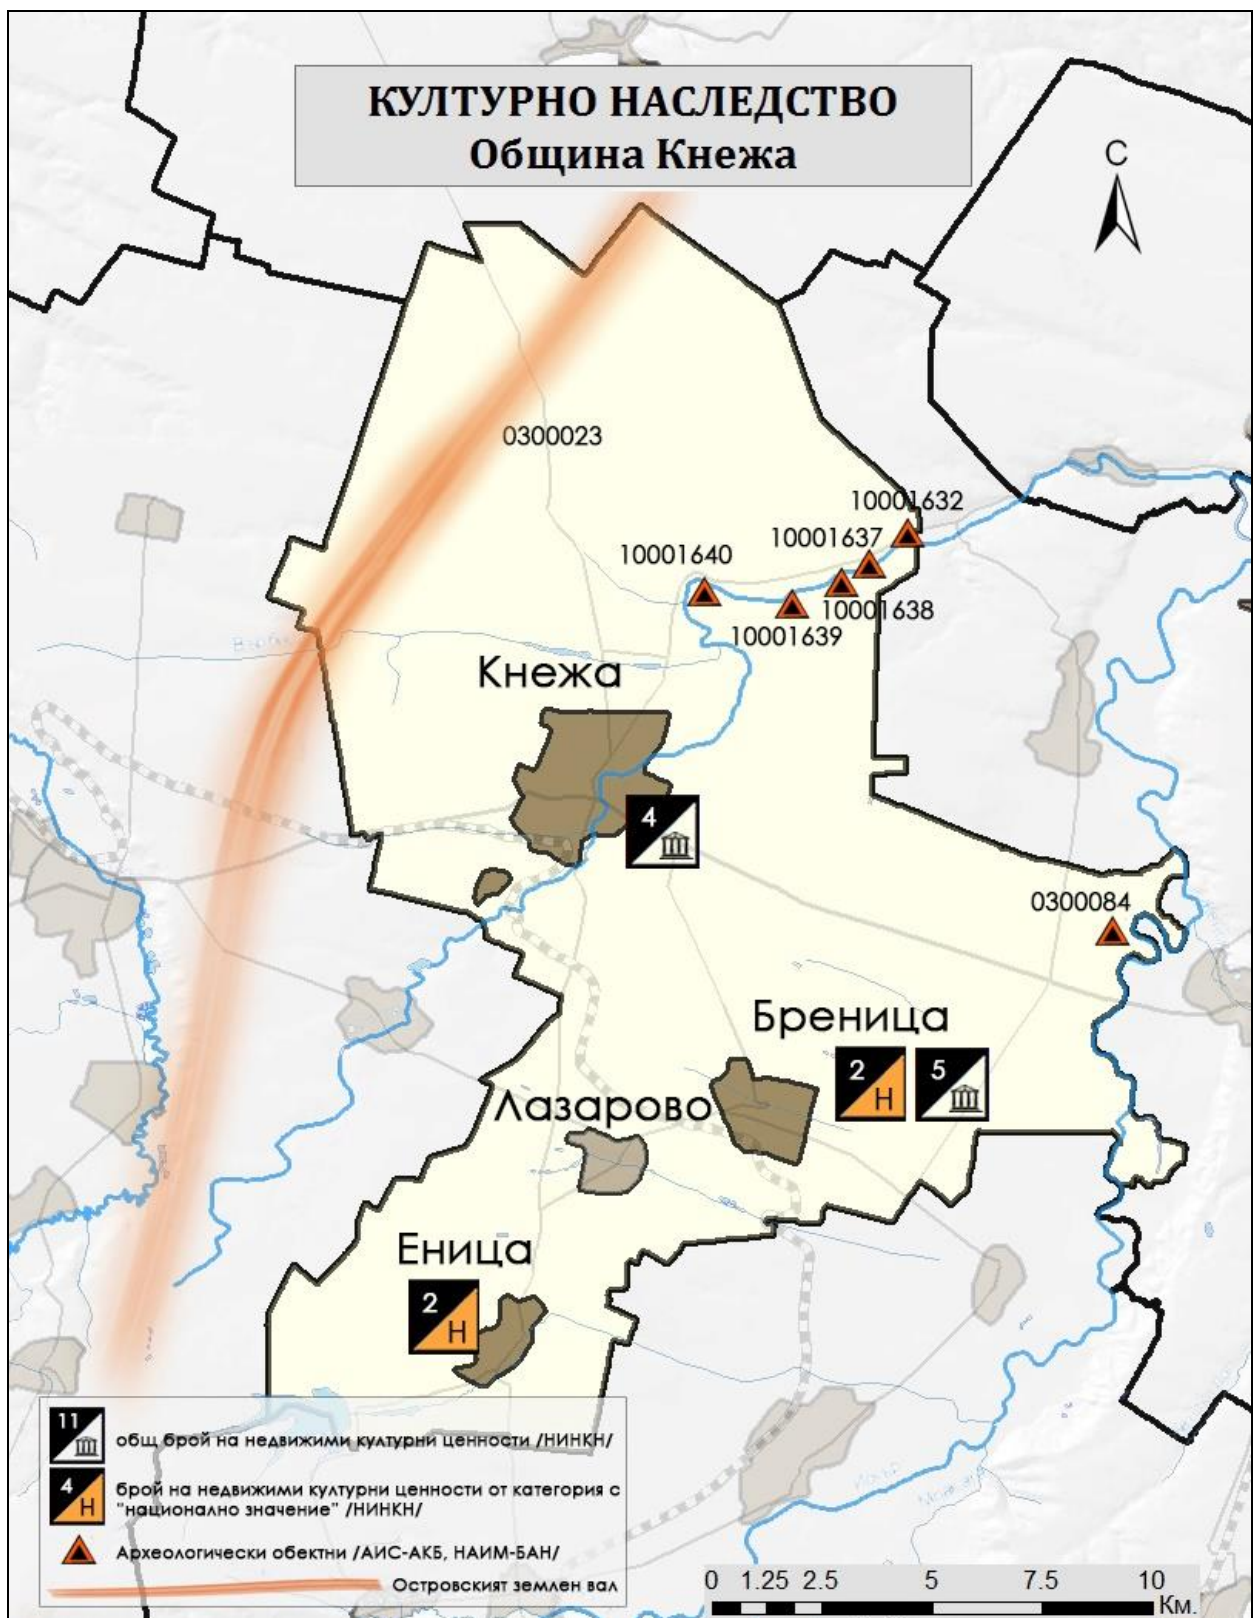 КУЛТУРНО НАСЛЕДСТВО
Община Кнежа
С
0300023
10001632
10001637
10001640
10001638
10001639
Кнежа
4
0300084
Бреница
2 Н
5
Лазарово
Еница
2 Н
11 общ брой на недвижими културни ценности /НИНКН/
4 Н брой на недвижими културни ценности от категория с
"национално значение" /НИНКН/
Археологически обектни /АИС-АКБ, НАИМ-БАН/
Островският землен вал
0 1.25 2.5 5 7.5 10
Км.